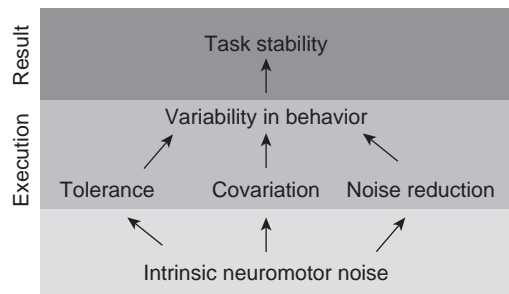 Result
Task stability
Execution
Variability in behavior
Tolerance
Covariation
Noise reduction
Intrinsic neuromotor noise